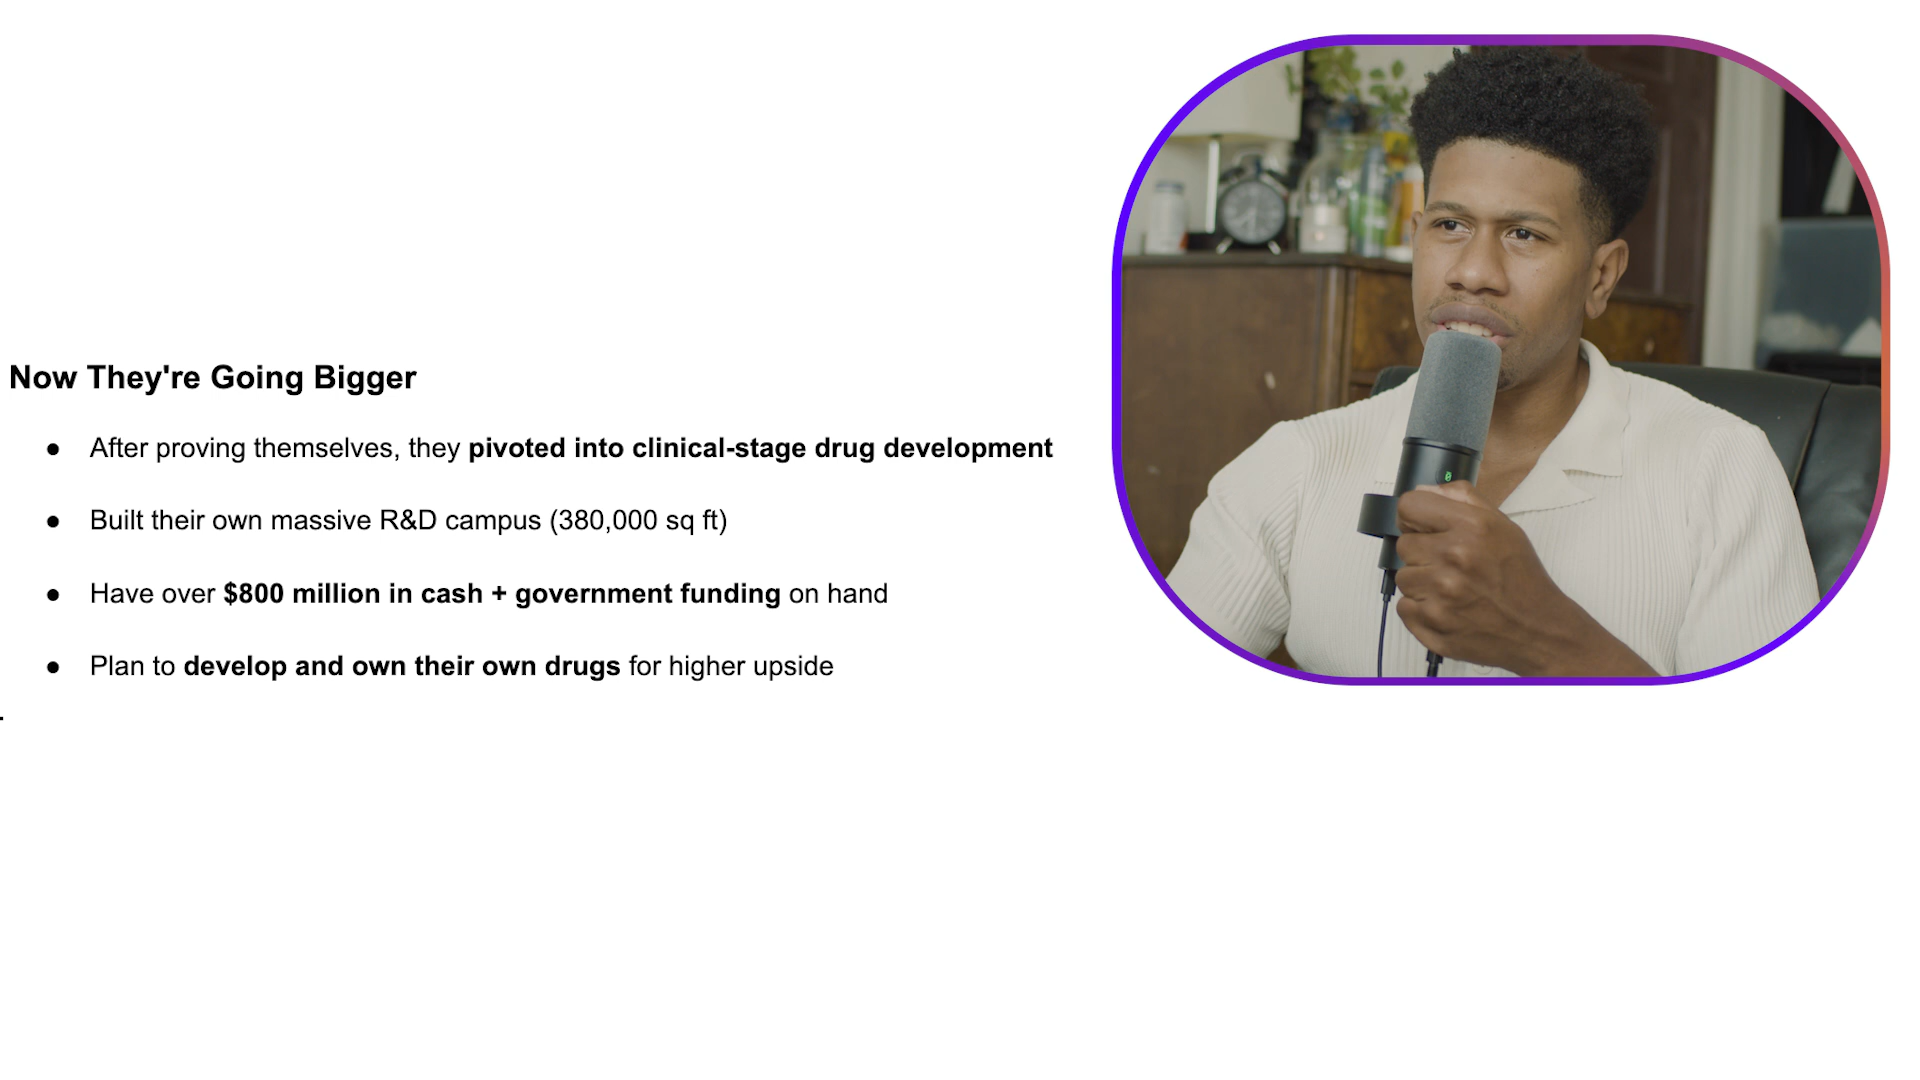 Now They're Going Bigger
● After proving themselves, they pivoted into clinical-stage drug development
● Built their own massive R&D campus (380,000 sq ft)
● Have over $800 million in cash + government funding on hand
● Plan to develop and own their own drugs for higher upside